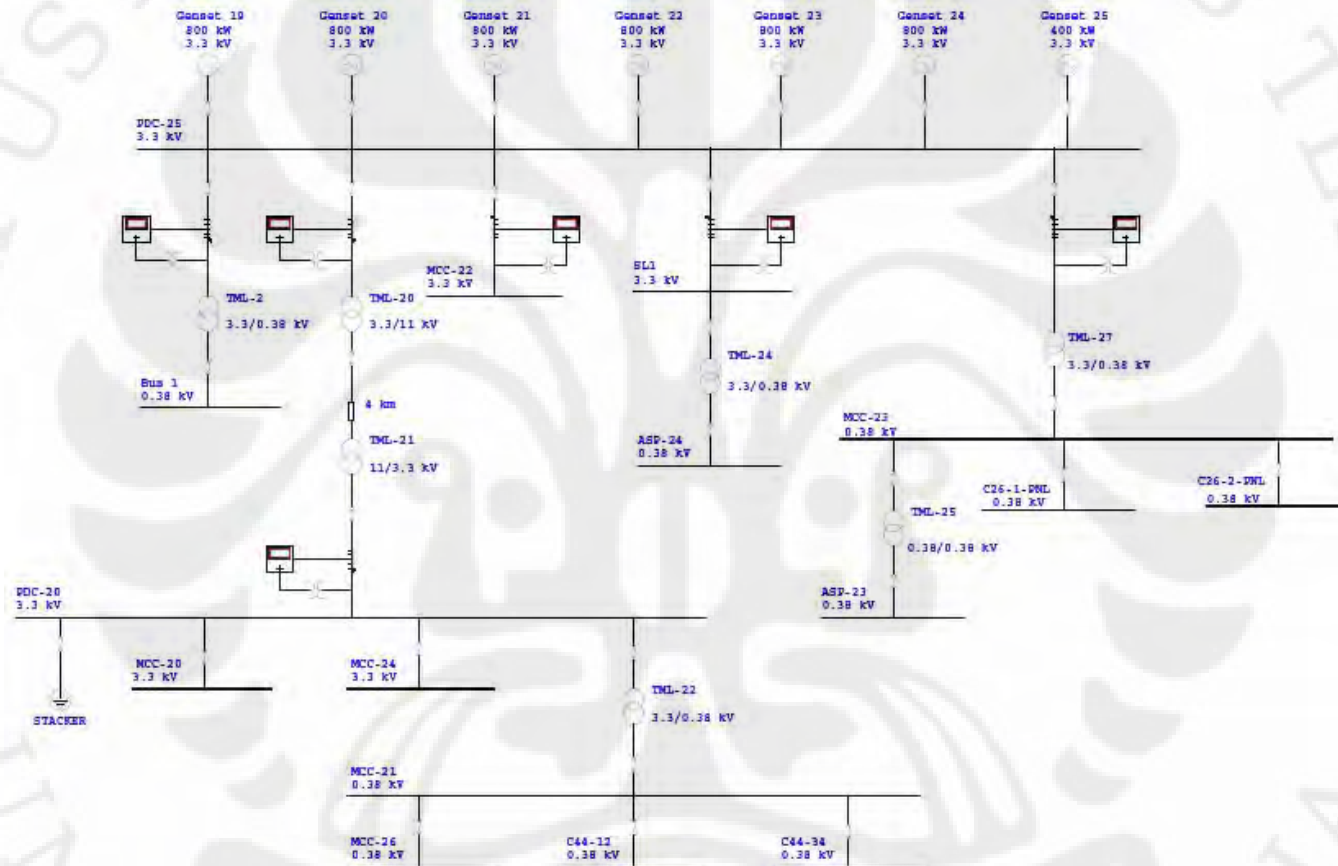 Genset 19
800 kW
3.3 kV
Genset 20
800 kW
3.3 kV
Genset 21
800 kW
3.3 kV
Genset 22
800 kW
3.3 kV
Genset 23
800 kW
3.3 kV
Genset 24
800 kW
3.3 kV
Genset 25
400 kW
3.3 kV
PDC-25
3.3 kV
MCC-22
3.3 kV
SL1
3.3 kV
TML-2
3.3/0.38 kV
TML-20
3.3/11 kV
TML-24
3.3/0.38 kV
TML-27
3.3/0.38 kV
Bus 1
0.38 kV
4 km
TML-21
11/3.3 kV
ASP-24
0.38 kV
MCC-23
0.38 kV
C26-1-PNL
0.38 kV
C26-2-PNL
0.38 kV
TML-25
0.38/0.38 kV
ASP-23
0.38 kV
PDC-20
3.3 kV
MCC-20
3.3 kV
MCC-24
3.3 kV
STACKER
TML-22
3.3/0.38 kV
MCC-21
0.38 kV
MCC-26
0.38 kV
C44-12
0.38 kV
C44-34
0.38 kV